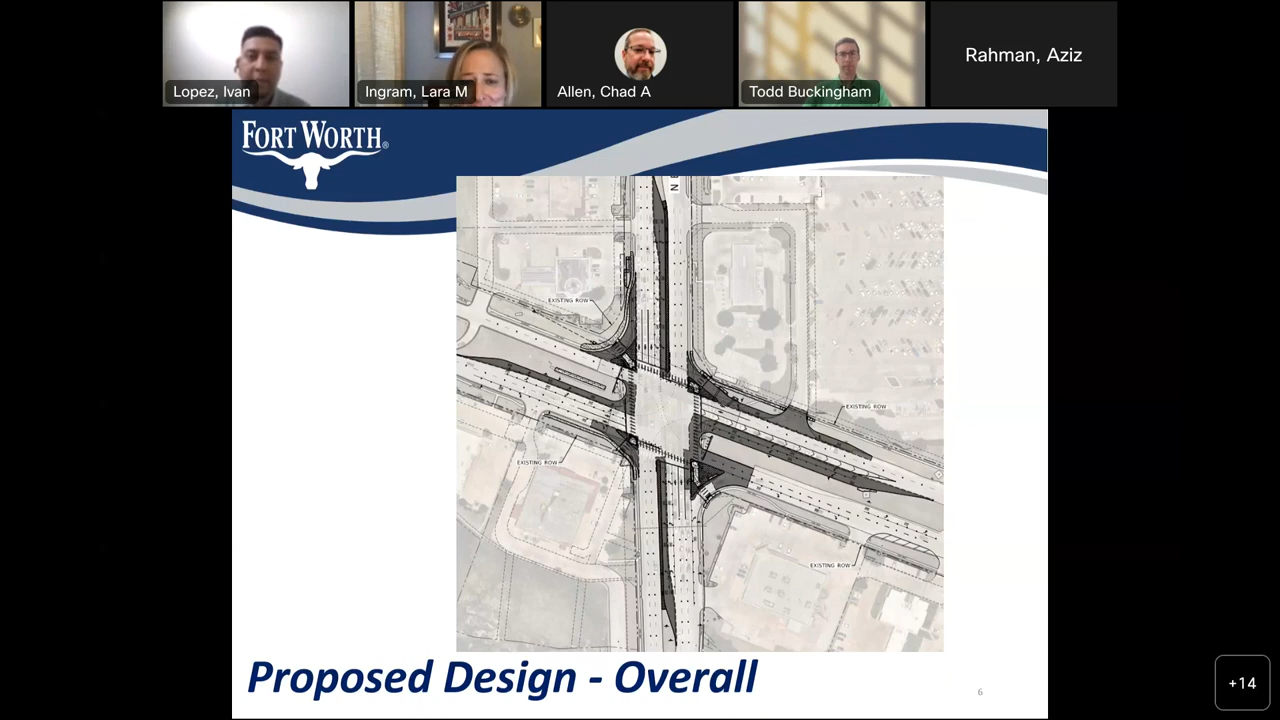 Lopez, Ivan
Ingram, Lara M
Allen, Chad A
Todd Buckingham
Rahman, Aziz
FORT WORTH®
N B
EXISTING ROW
EXISTING ROW
EXISTING ROW
EXISTING ROW
Proposed Design - Overall
6
+14